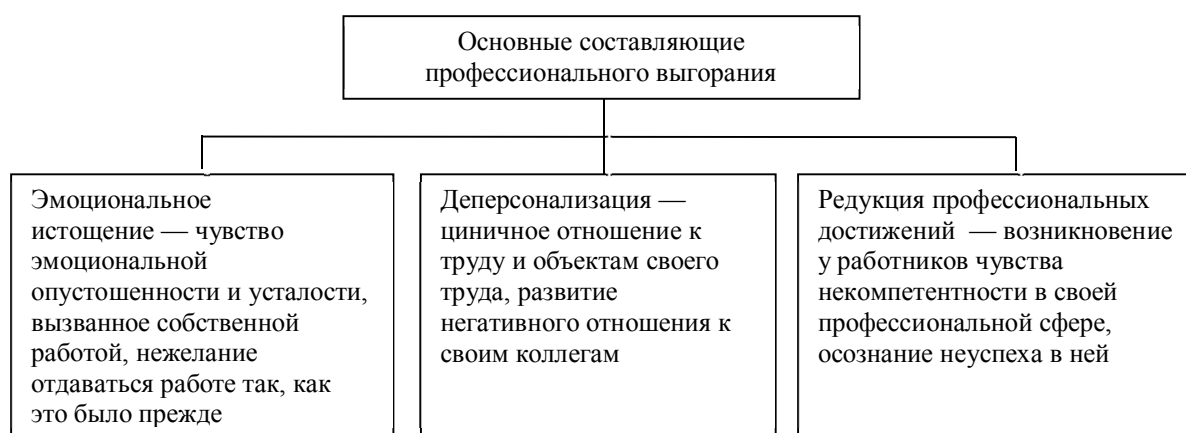 Основные составляющие
профессионального выгорания
Эмоциональное
истощение — чувство
эмоциональной
опустошенности и усталости,
вызванное собственной
работой, нежелание
отдаваться работе так, как
это было прежде
Деперсонализация —
циничное отношение к
труду и объектам своего
труда, развитие
негативного отношения к
своим коллегам
Редукция профессиональных
достижений — возникновение
у работников чувства
некомпетентности в своей
профессиональной сфере,
осознание неуспеха в ней